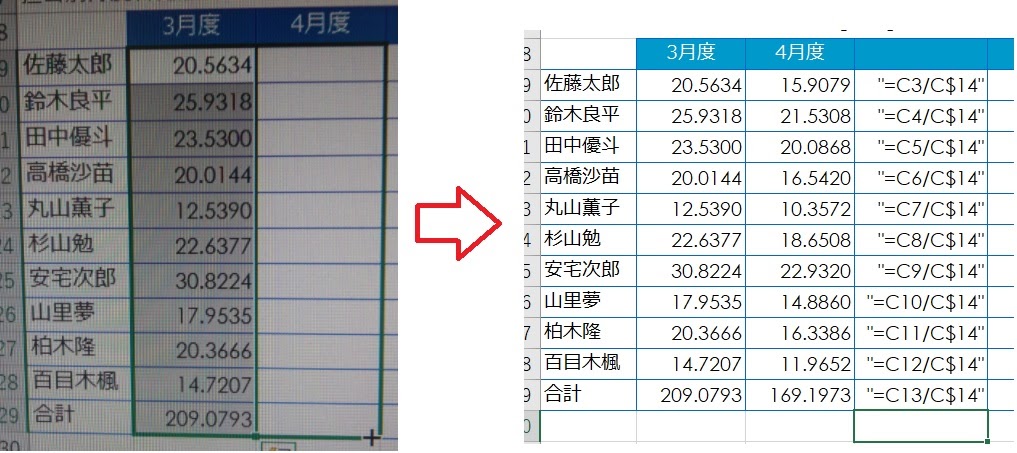 8 3月度 4月度
9 佐藤太郎 20.5634
0 鈴木良平 25.9318
1 田中優斗 23.5300
2 高橋沙苗 20.0144
3 丸山薫子 12.5390
24 杉山勉 22.6377
25 安宅次郎 30.8224
26 山里夢 17.9535
27 柏木隆 20.3666
28 百目木楓 14.7207
29 合計 209.0793
30
8 3月度 4月度
9 佐藤太郎 20.5634 15.9079 "=C3/C$14"
0 鈴木良平 25.9318 21.5308 "=C4/C$14"
1 田中優斗 23.5300 20.0868 "=C5/C$14"
2 高橋沙苗 20.0144 16.5420 "=C6/C$14"
3 丸山薫子 12.5390 10.3572 "=C7/C$14"
4 杉山勉 22.6377 18.6508 "=C8/C$14"
5 安宅次郎 30.8224 22.9320 "=C9/C$14"
6 山里夢 17.9535 14.8860 "=C10/C$14"
7 柏木隆 20.3666 16.3386 "=C11/C$14"
8 百目木楓 14.7207 11.9652 "=C12/C$14"
9 合計 209.0793 169.1973 "=C13/C$14"
0